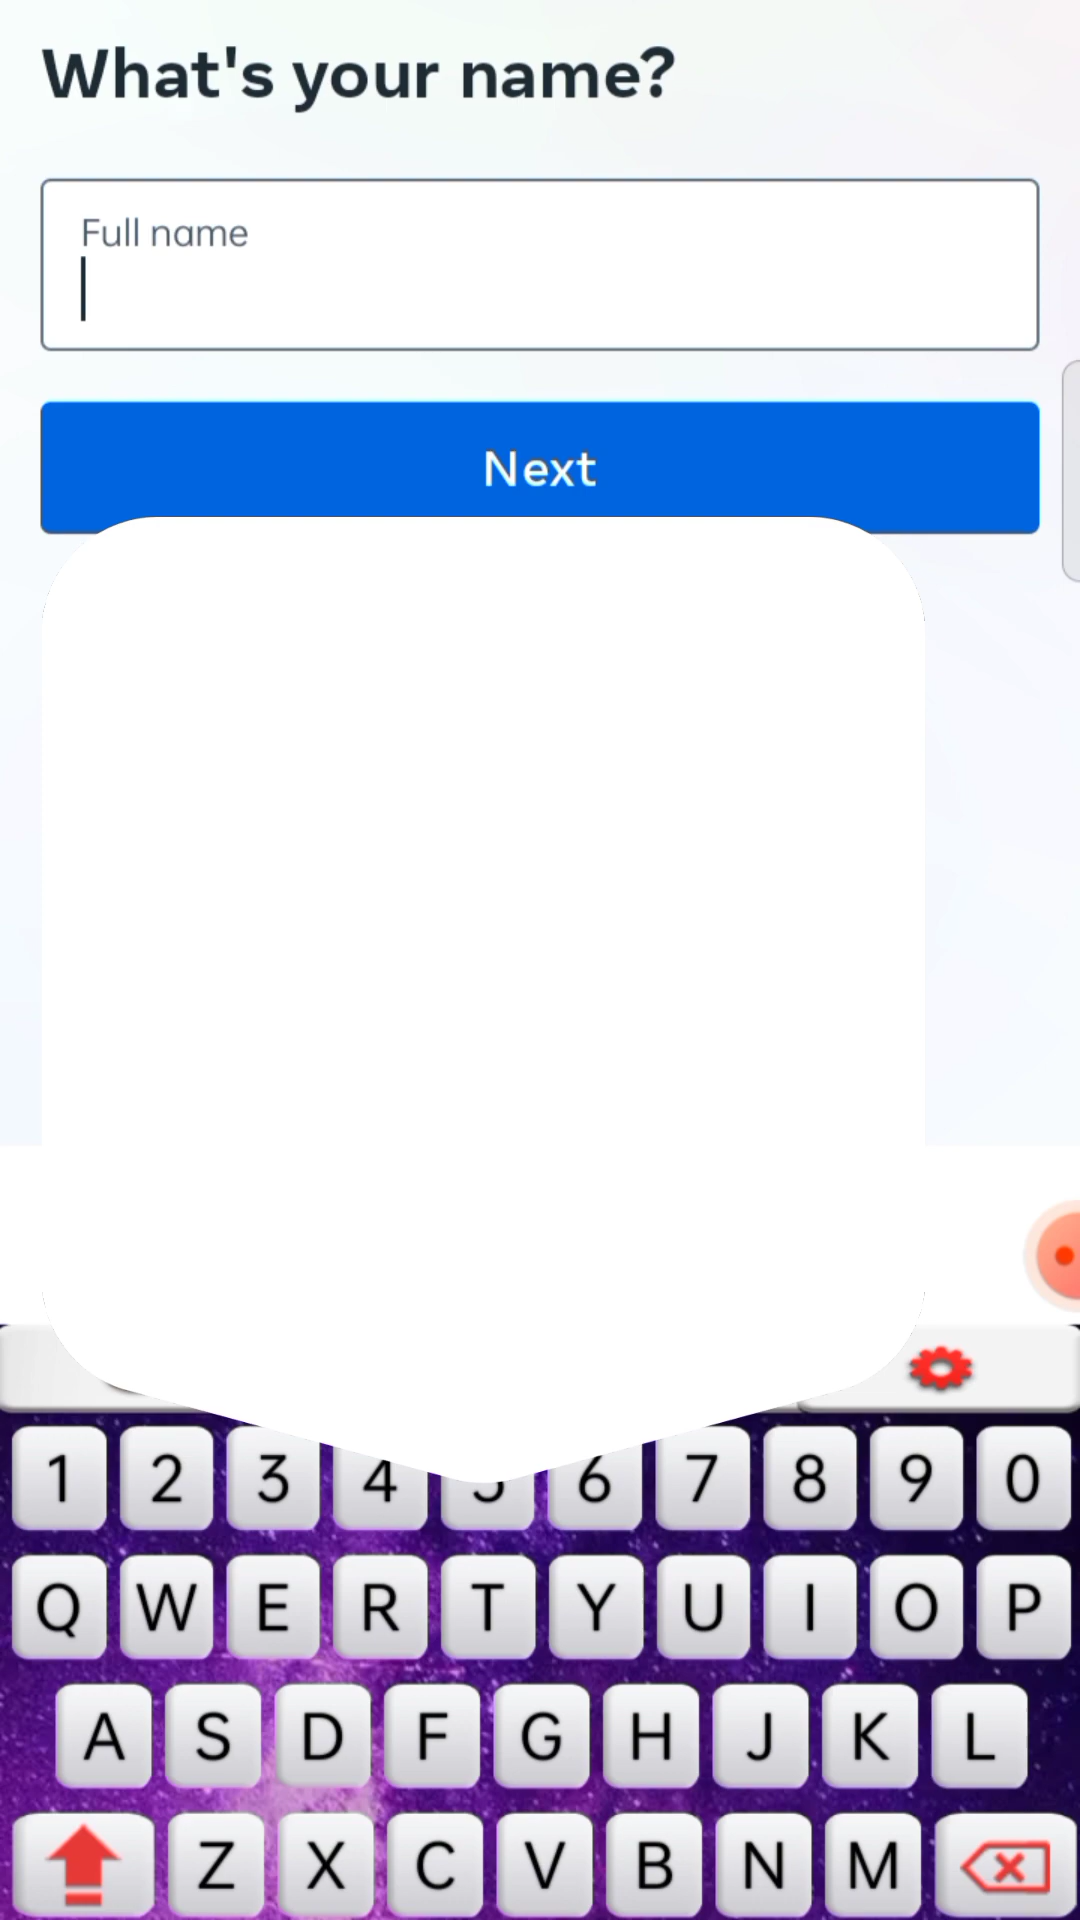 What's your name?
Full name
Next
1 2 3 4 6 7 8 9 0
Q W E R T Y U I O P
A S D F G H J K L
Z X C V B N M